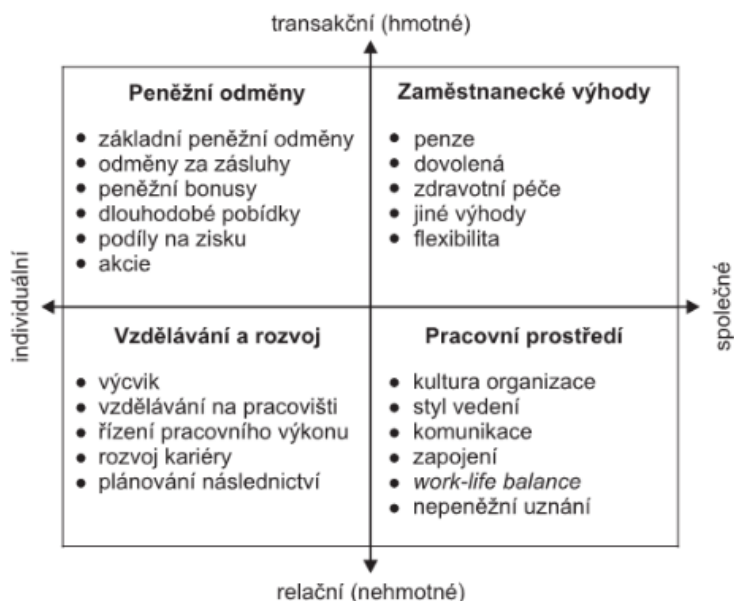 transakční (hmotné)
Peněžní odměny
• základní peněžní odměny
• odměny za zásluhy
• peněžní bonusy
• dlouhodobé pobídky
• podíly na zisku
• akcie
Zaměstnanecké výhody
• penze
• dovolená
• zdravotní péče
• jiné výhody
• flexibilita
individuální
společné
Vzdělávání a rozvoj
• výcvik
• vzdělávání na pracovišti
• řízení pracovního výkonu
• rozvoj kariéry
• plánování následnictví
Pracovní prostředí
• kultura organizace
• styl vedení
• komunikace
• zapojení
• work-life balance
• nepeněžní uznání
relační (nehmotné)